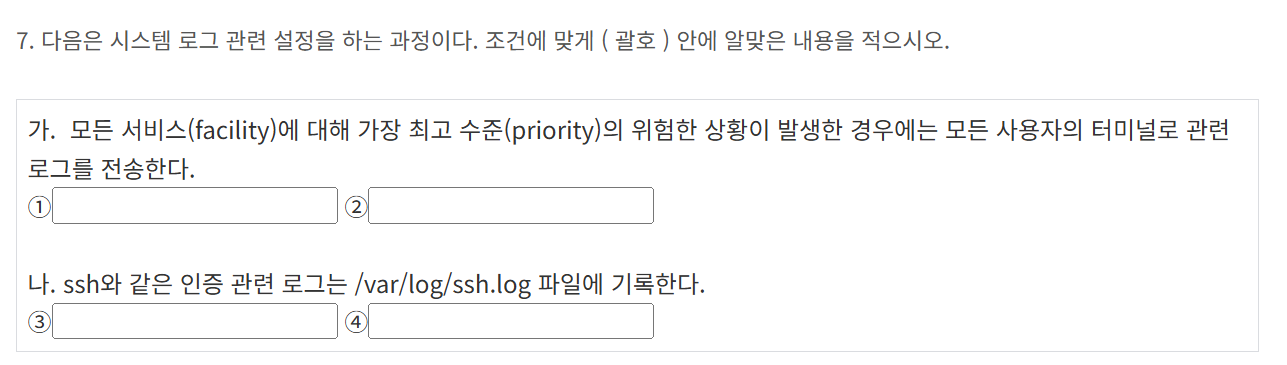 7. 다음은 시스템 로그 관련 설정을 하는 과정이다. 조건에 맞게 ( 괄호 ) 안에 알맞은 내용을 적으시오.
가. 모든 서비스(facility)에 대해 가장 최고 수준(priority)의 위험한 상황이 발생한 경우에는 모든 사용자의 터미널로 관련
로그를 전송한다.
① ②
나. ssh와 같은 인증 관련 로그는 /var/log/ssh.log 파일에 기록한다.
③ ④